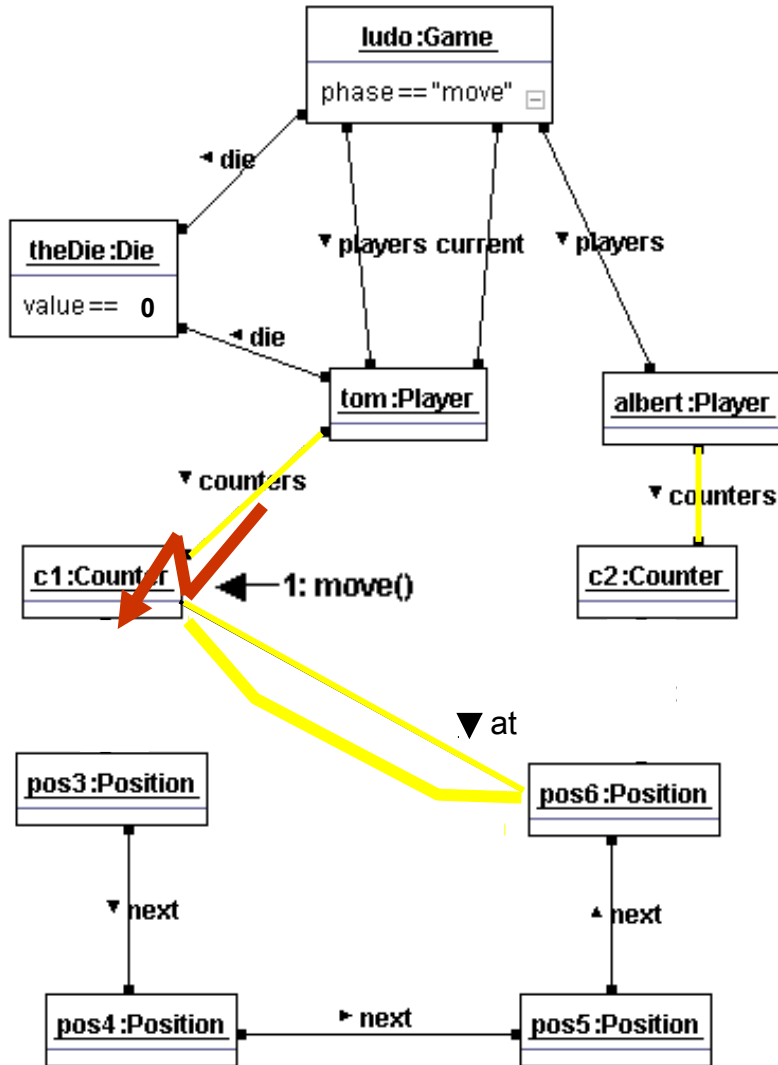 ludo:Game
phase=="move"
◄ die
theDie:Die
value== 0
▼ players
current
▼ players
◄ die
tom:Player
albert:Player
▼ counters
▼ counters
c1:Counter
1: move()
c2:Counter
▼ at
pos3:Position
pos6:Position
▼ next
▲ next
pos4:Position
► next
pos5:Position